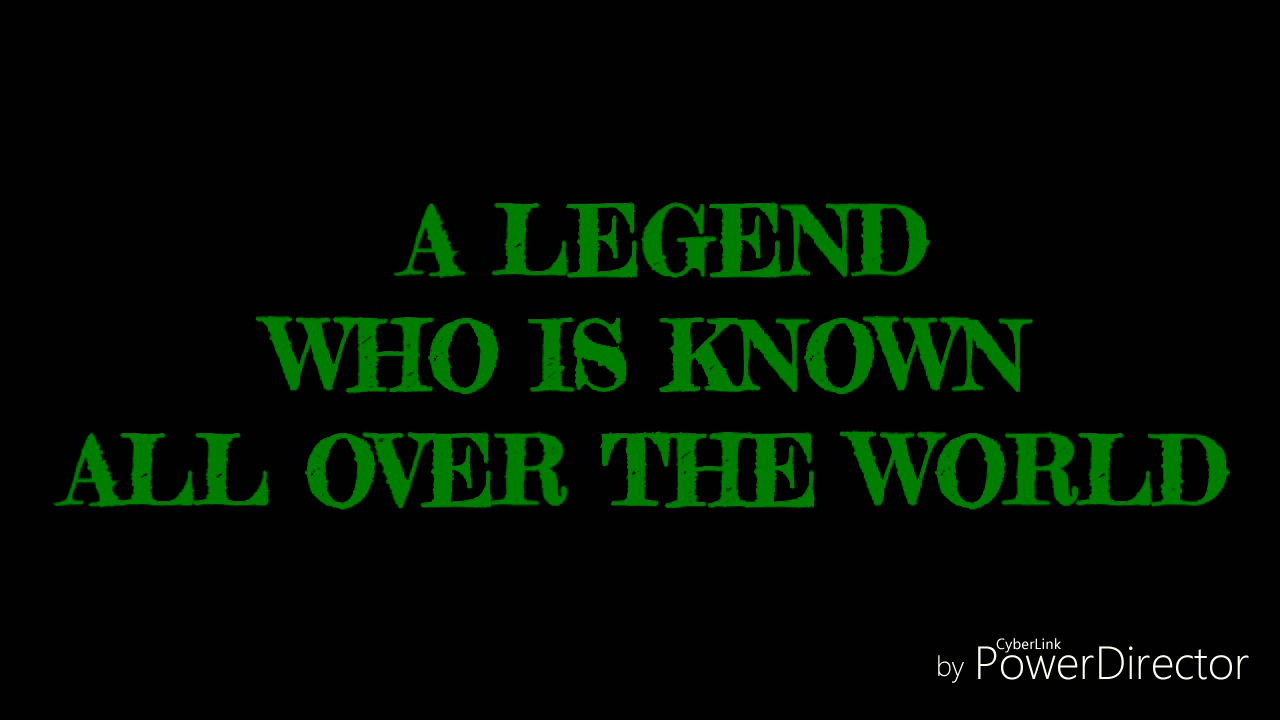 A LEGEND
WHO IS KNOWN
ALL OVER THE WORLD
by CyberLink PowerDirector